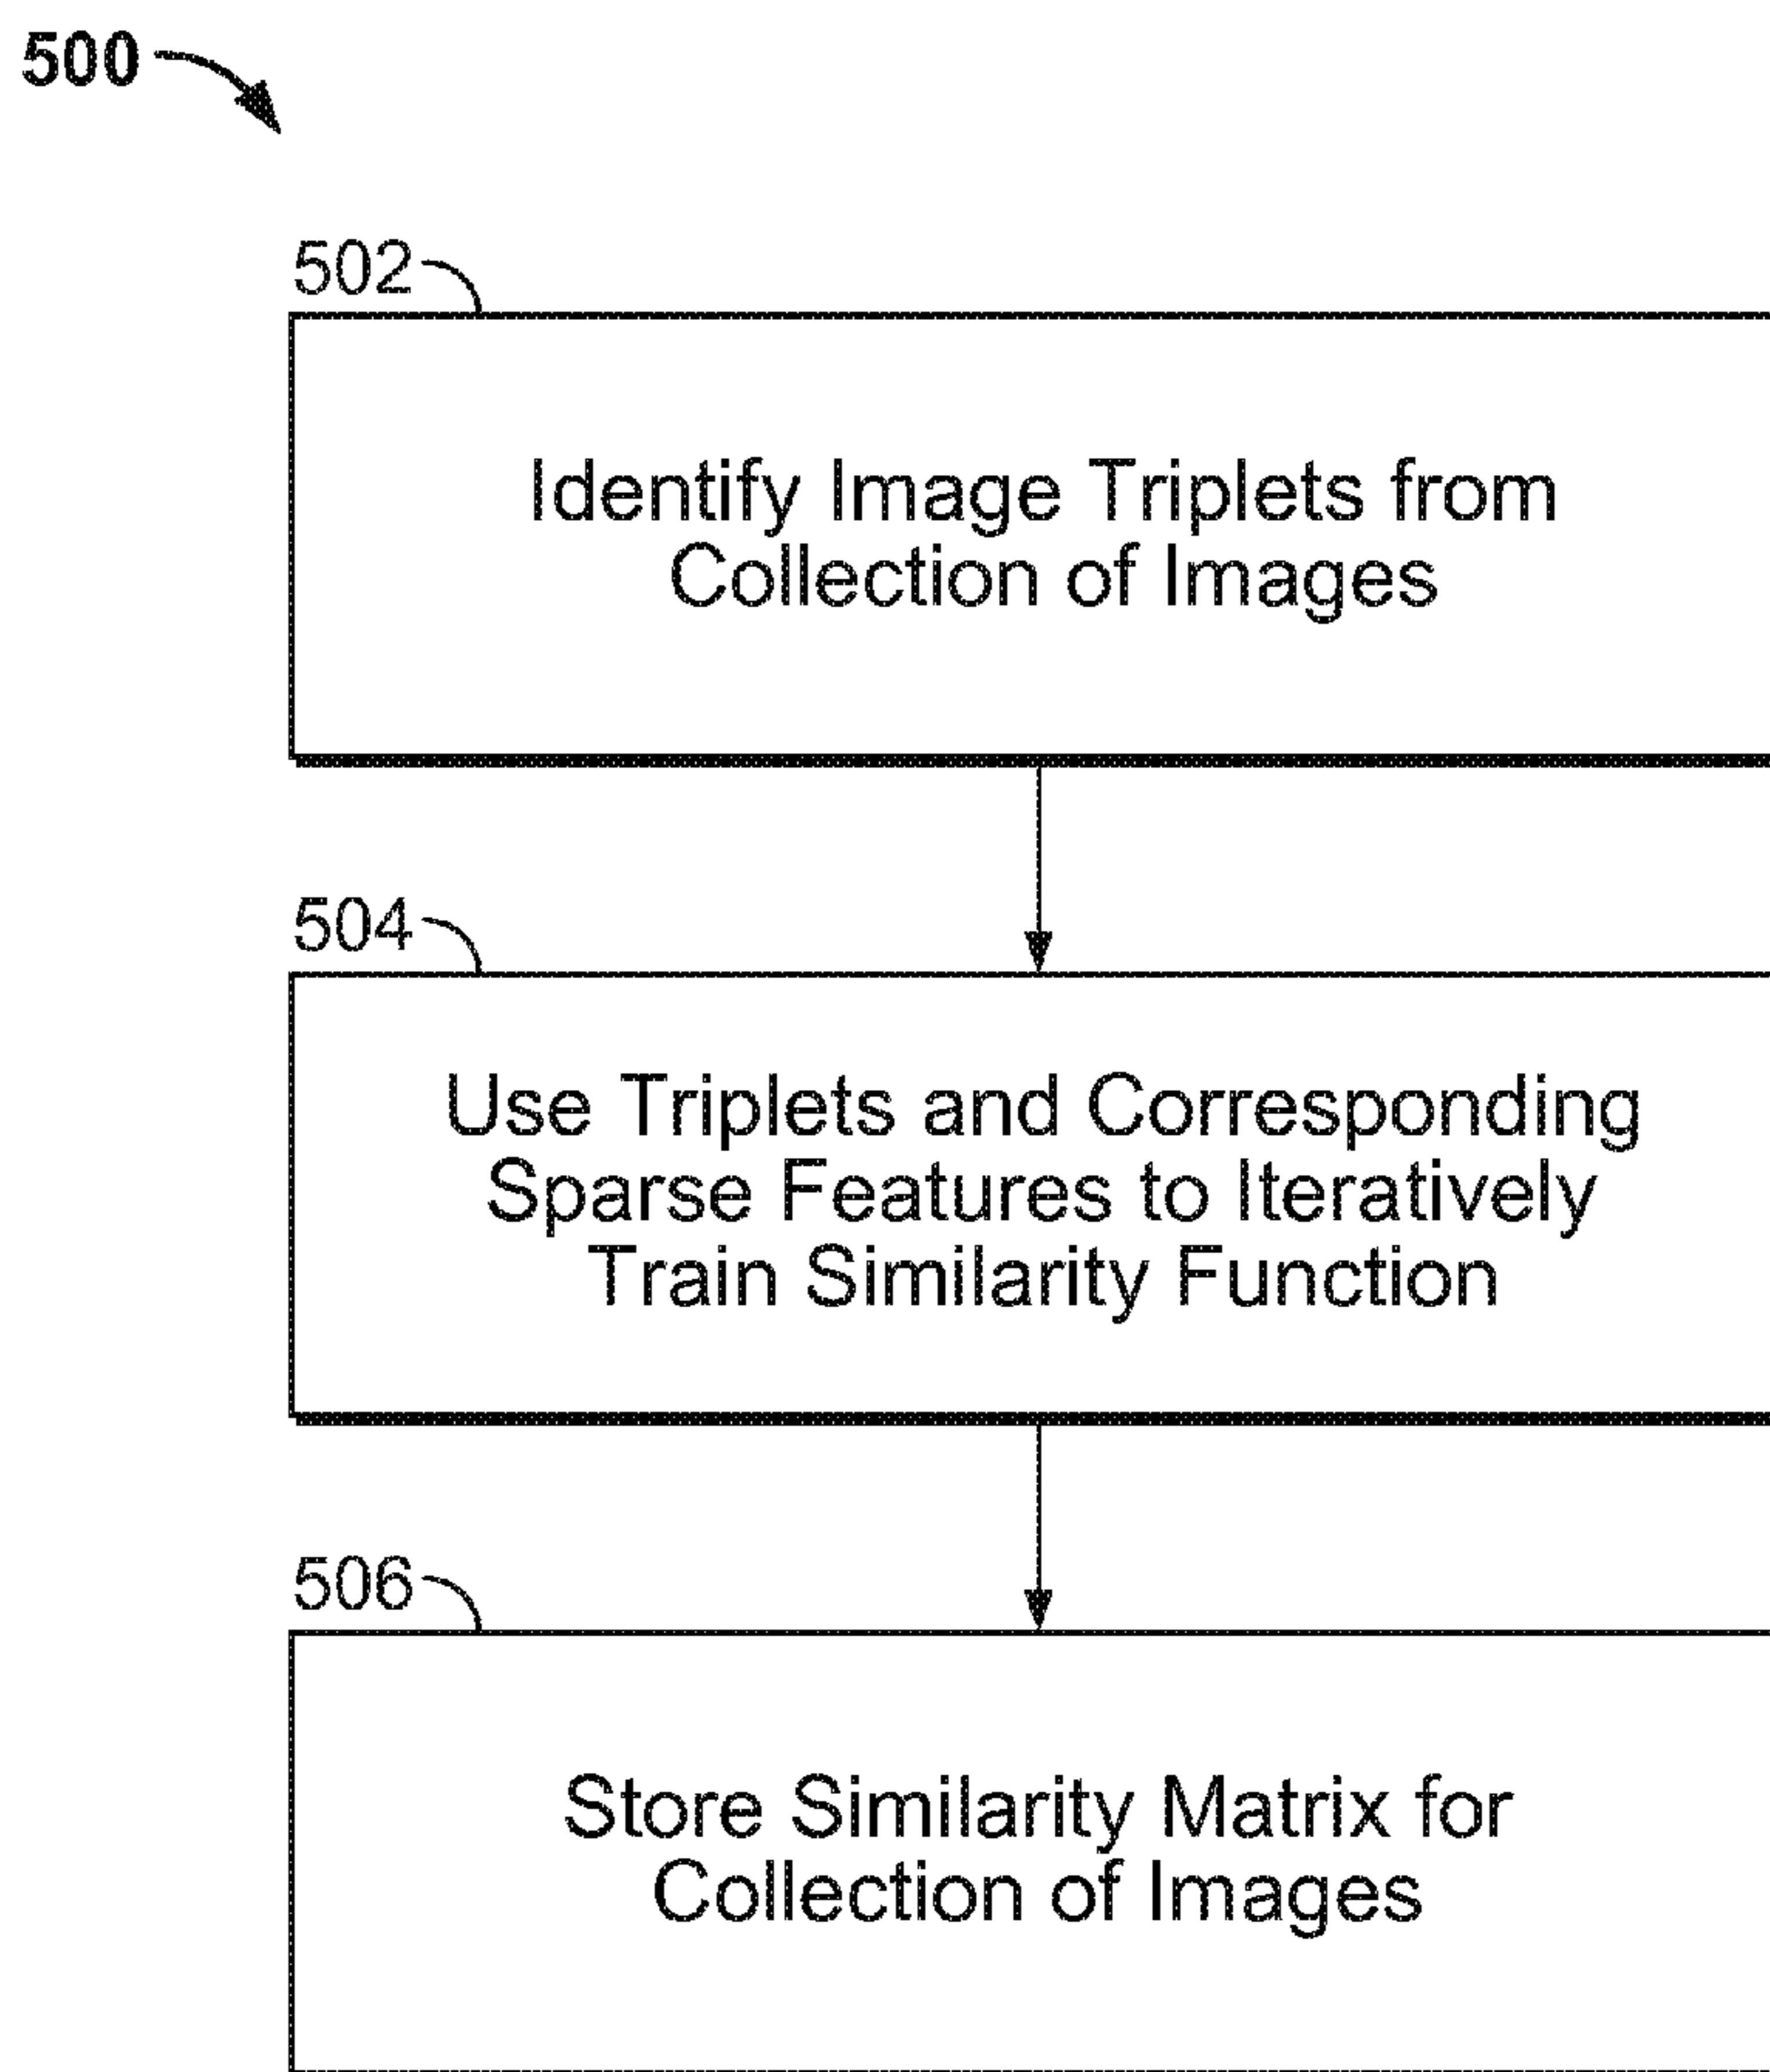 500
502
Identify Image Triplets from
Collection of Images
504
Use Triplets and Corresponding
Sparse Features to Iteratively
Train Similarity Function
506
Store Similarity Matrix for
Collection of Images